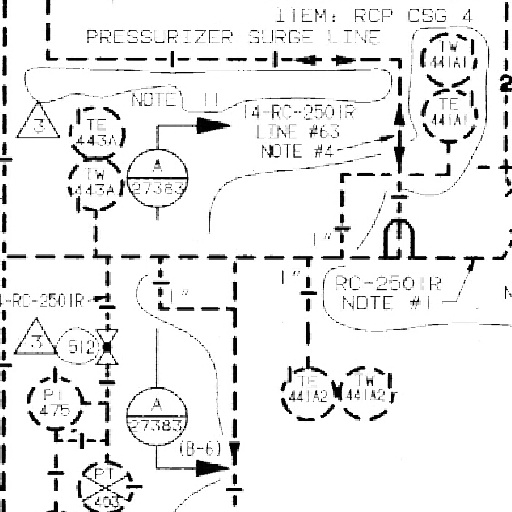 ITEM: RCP CSG 4
PRESSURIZER SURGE LINE
TW
441A1
TE
441A1
2
NOTE 11
3
TE
443A
TW
443A
A
27383
14-RC-2501R
LINE #63
NOTE #4
1"
RC-2501R
NOTE #1
4-RC-2501R
1"
1"
3
512
PI
475
A
27383
TE
441A2
TW
441A2
(B-6)
PT
403